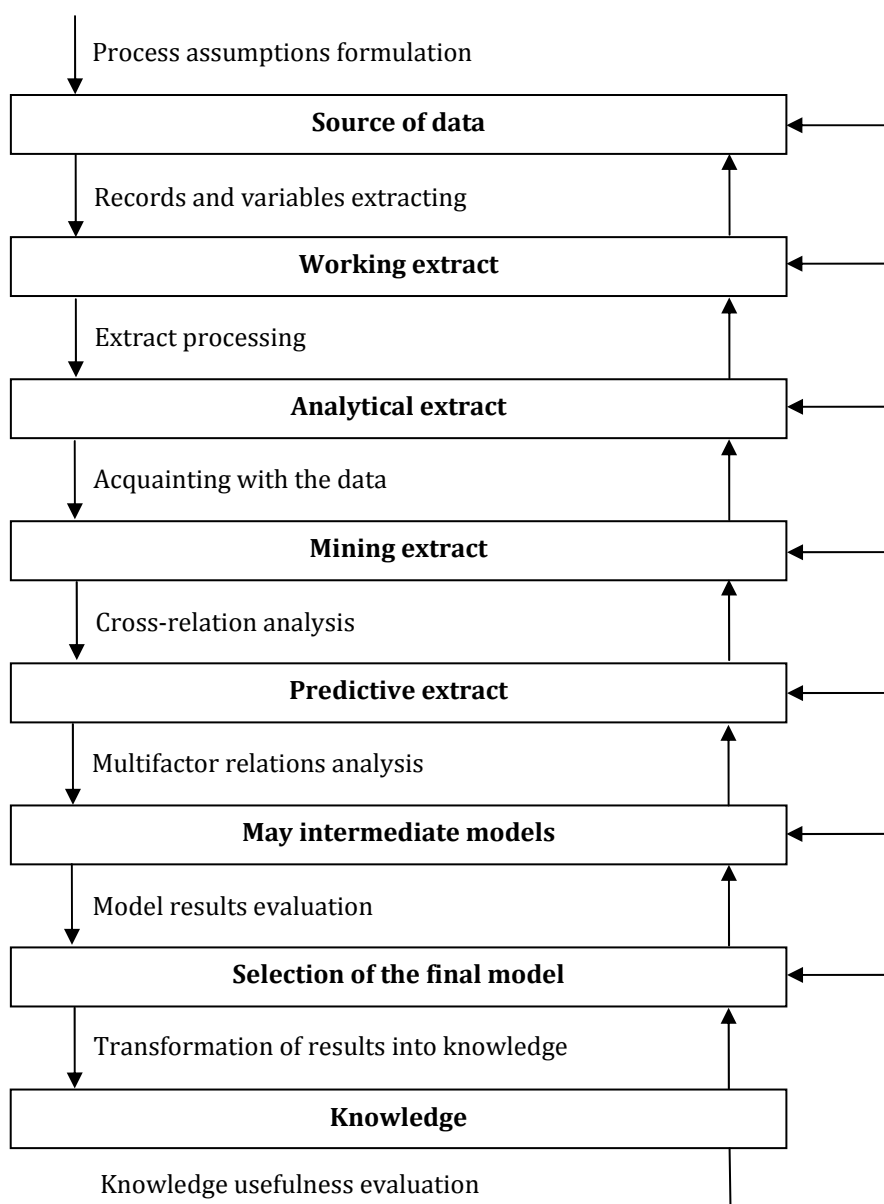 Process assumptions formulation
Source of data
Records and variables extracting
Working extract
Extract processing
Analytical extract
Acquainting with the data
Mining extract
Cross-relation analysis
Predictive extract
Multifactor relations analysis
May intermediate models
Model results evaluation
Selection of the final model
Transformation of results into knowledge
Knowledge
Knowledge usefulness evaluation